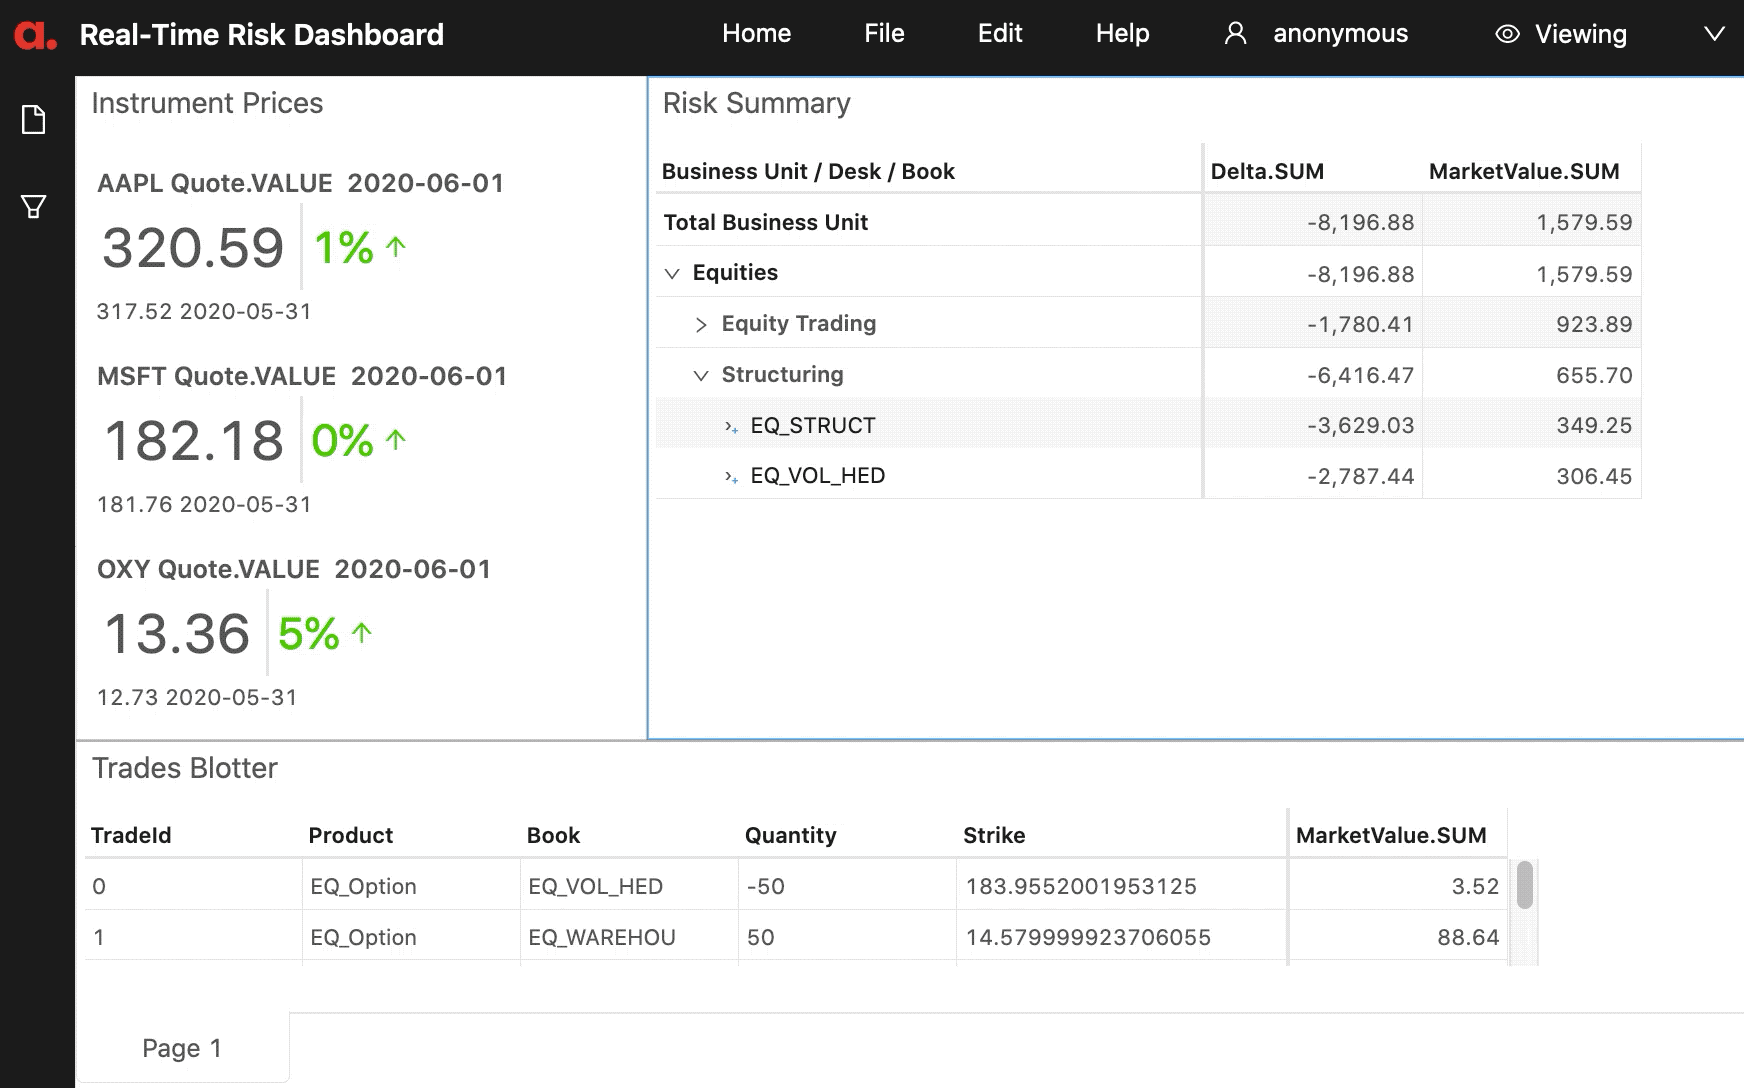 a. Real-Time Risk Dashboard Home File Edit Help anonymous Viewing
Instrument Prices
AAPL Quote.VALUE 2020-06-01
320.59 1% ↑
317.52 2020-05-31
MSFT Quote.VALUE 2020-06-01
182.18 0% ↑
181.76 2020-05-31
OXY Quote.VALUE 2020-06-01
13.36 5% ↑
12.73 2020-05-31
Risk Summary
Business Unit / Desk / Book Delta.SUM MarketValue.SUM
Total Business Unit -8,196.88 1,579.59
Equities -8,196.88 1,579.59
Equity Trading -1,780.41 923.89
Structuring -6,416.47 655.70
EQ_STRUCT -3,629.03 349.25
EQ_VOL_HED -2,787.44 306.45
Trades Blotter
TradeId Product Book Quantity Strike MarketValue.SUM
0 EQ_Option EQ_VOL_HED -50 183.9552001953125 3.52
1 EQ_Option EQ_WAREHOU 50 14.579999923706055 88.64
Page 1